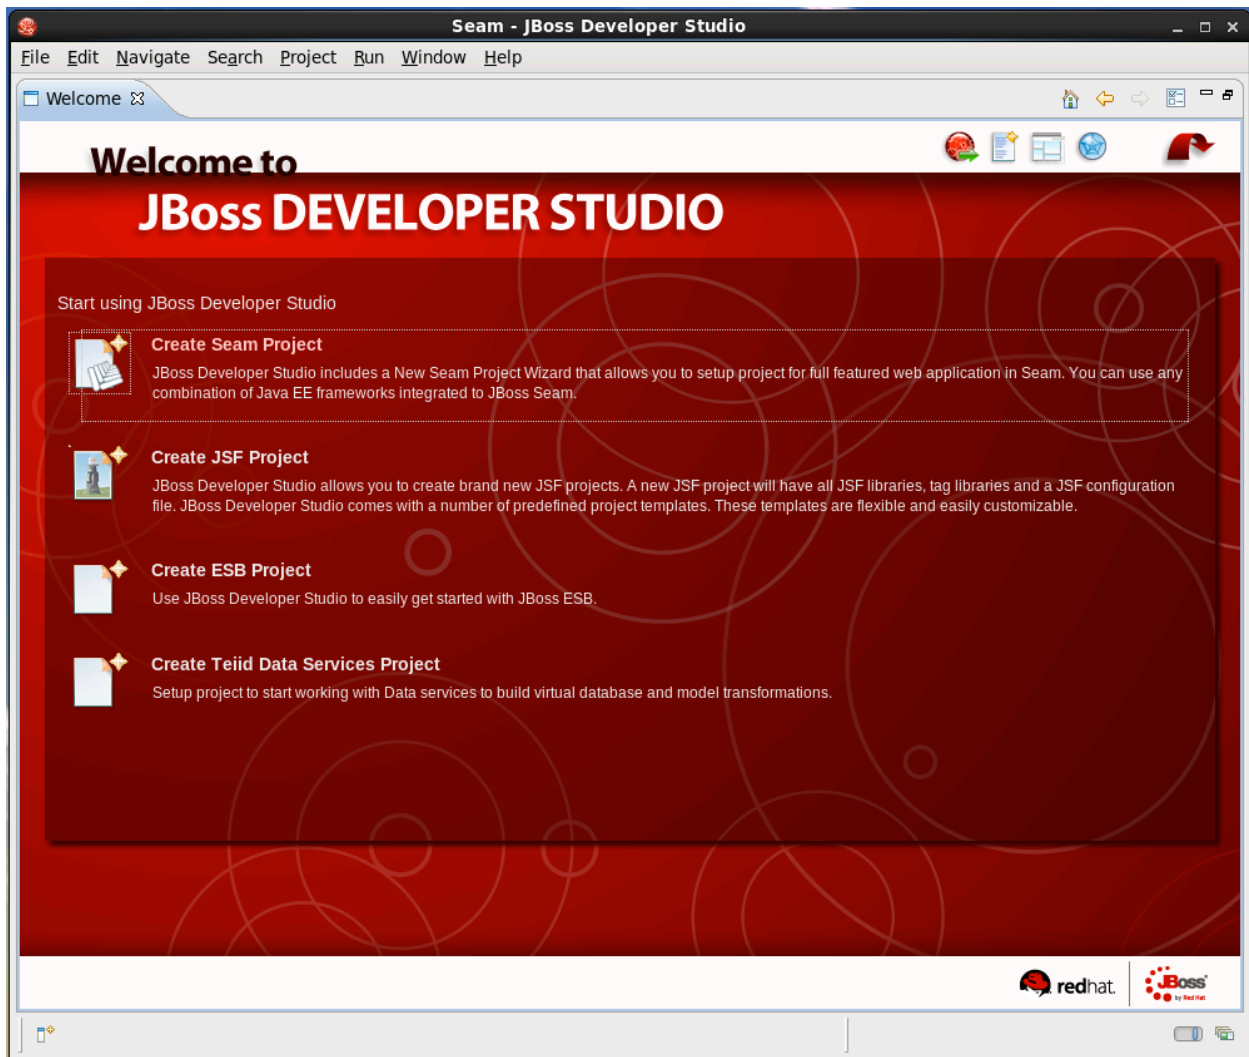 Seam - JBoss Developer Studio
File Edit Navigate Search Project Run Window Help
Welcome
Welcome to
JBoss DEVELOPER STUDIO
Start using JBoss Developer Studio
Create Seam Project
JBoss Developer Studio includes a New Seam Project Wizard that allows you to setup project for full featured web application in Seam. You can use any
combination of Java EE frameworks integrated to JBoss Seam.
Create JSF Project
JBoss Developer Studio allows you to create brand new JSF projects. A new JSF project will have all JSF libraries, tag libraries and a JSF configuration
file. JBoss Developer Studio comes with a number of predefined project templates. These templates are flexible and easily customizable.
Create ESB Project
Use JBoss Developer Studio to easily get started with JBoss ESB.
Create Teiid Data Services Project
Setup project to start working with Data services to build virtual database and model transformations.
redhat.
JBoss
by Red Hat